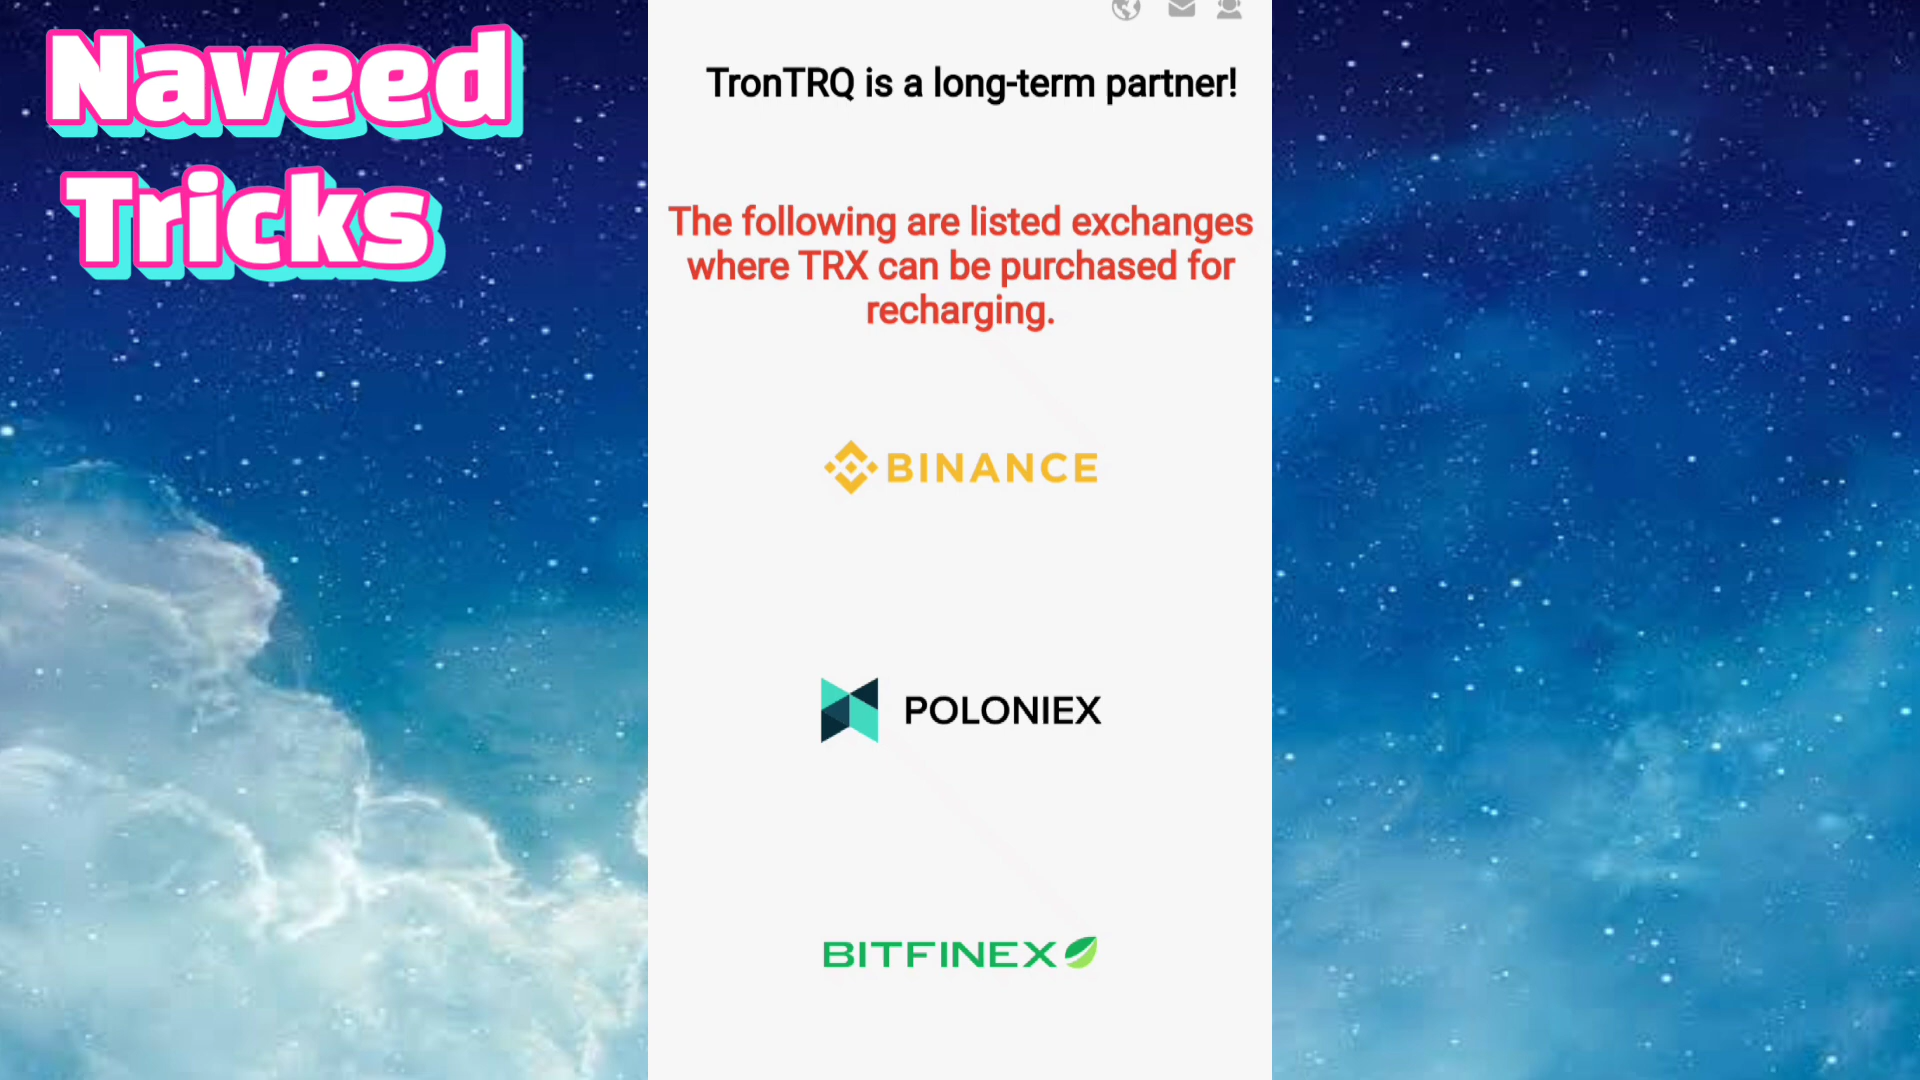 Naveed
Tricks
TronTRQ is a long-term partner!
The following are listed exchanges
where TRX can be purchased for
recharging.
BINANCE
POLONIEX
BITFINEX